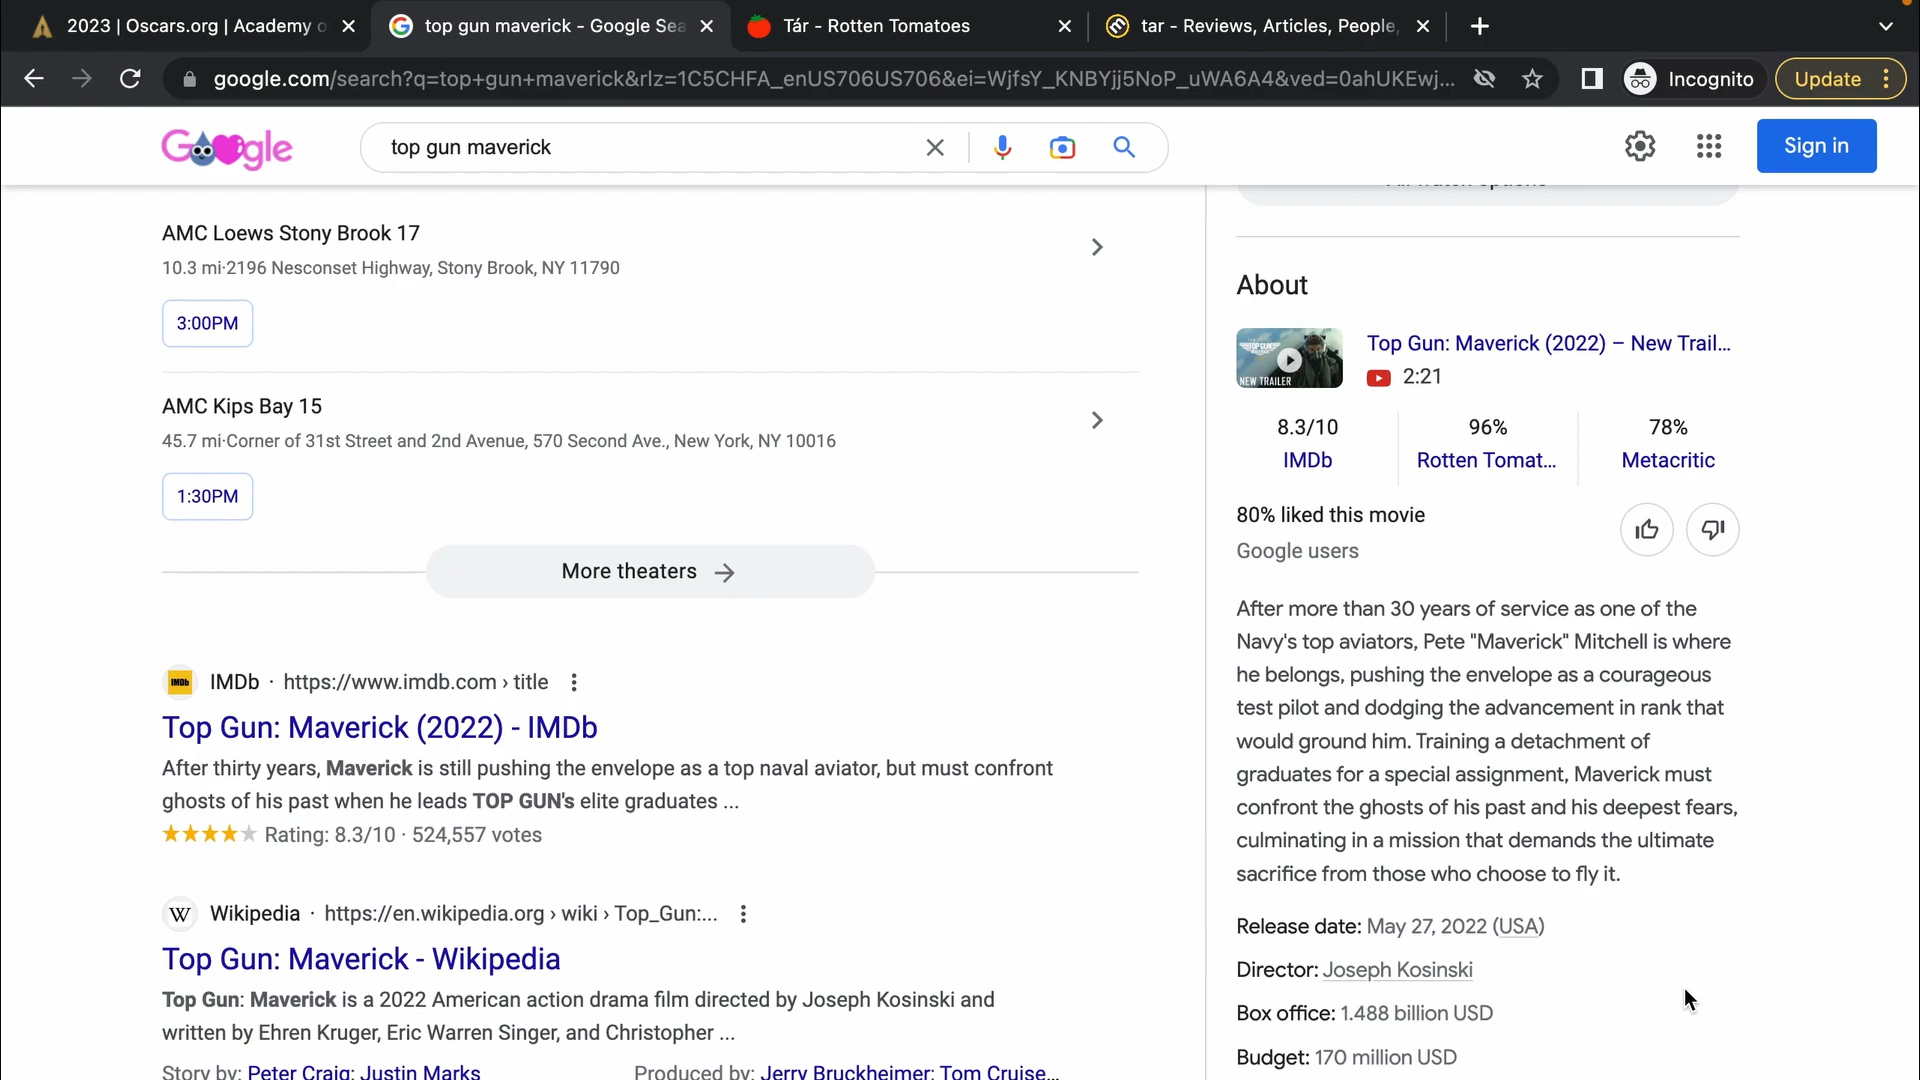 2023 | Oscars.org | Academy o
top gun maverick - Google Sea
Tár - Rotten Tomatoes
tar - Reviews, Articles, People,
google.com/search?q=top+gun+maverick&rlz=1C5CHFA_enUS706US706&ei=WjfsY_KNBYjj5NoP_uWA6A4&ved=0ahUKEwj...
Incognito
Update
Google
top gun maverick
Sign in
AMC Loews Stony Brook 17
10.3 mi·2196 Nesconset Highway, Stony Brook, NY 11790
3:00PM
AMC Kips Bay 15
45.7 mi·Corner of 31st Street and 2nd Avenue, 570 Second Ave., New York, NY 10016
1:30PM
More theaters
IMDb
IMDb · https://www.imdb.com › title
Top Gun: Maverick (2022) - IMDb
After thirty years, Maverick is still pushing the envelope as a top naval aviator, but must confront
ghosts of his past when he leads TOP GUN's elite graduates ...
Rating: 8.3/10 · 524,557 votes
W
Wikipedia · https://en.wikipedia.org › wiki › Top_Gun:...
Top Gun: Maverick - Wikipedia
Top Gun: Maverick is a 2022 American action drama film directed by Joseph Kosinski and
written by Ehren Kruger, Eric Warren Singer, and Christopher ...
Story by: Peter Craig; Justin Marks
Produced by: Jerry Bruckheimer; Tom Cruise...
All watch options
About
TOP GUN
NEW TRAILER
Top Gun: Maverick (2022) – New Trail...
2:21
8.3/10
IMDb
96%
Rotten Tomat...
78%
Metacritic
80% liked this movie
Google users
After more than 30 years of service as one of the
Navy's top aviators, Pete "Maverick" Mitchell is where
he belongs, pushing the envelope as a courageous
test pilot and dodging the advancement in rank that
would ground him. Training a detachment of
graduates for a special assignment, Maverick must
confront the ghosts of his past and his deepest fears,
culminating in a mission that demands the ultimate
sacrifice from those who choose to fly it.
Release date: May 27, 2022 (USA)
Director: Joseph Kosinski
Box office: 1.488 billion USD
Budget: 170 million USD